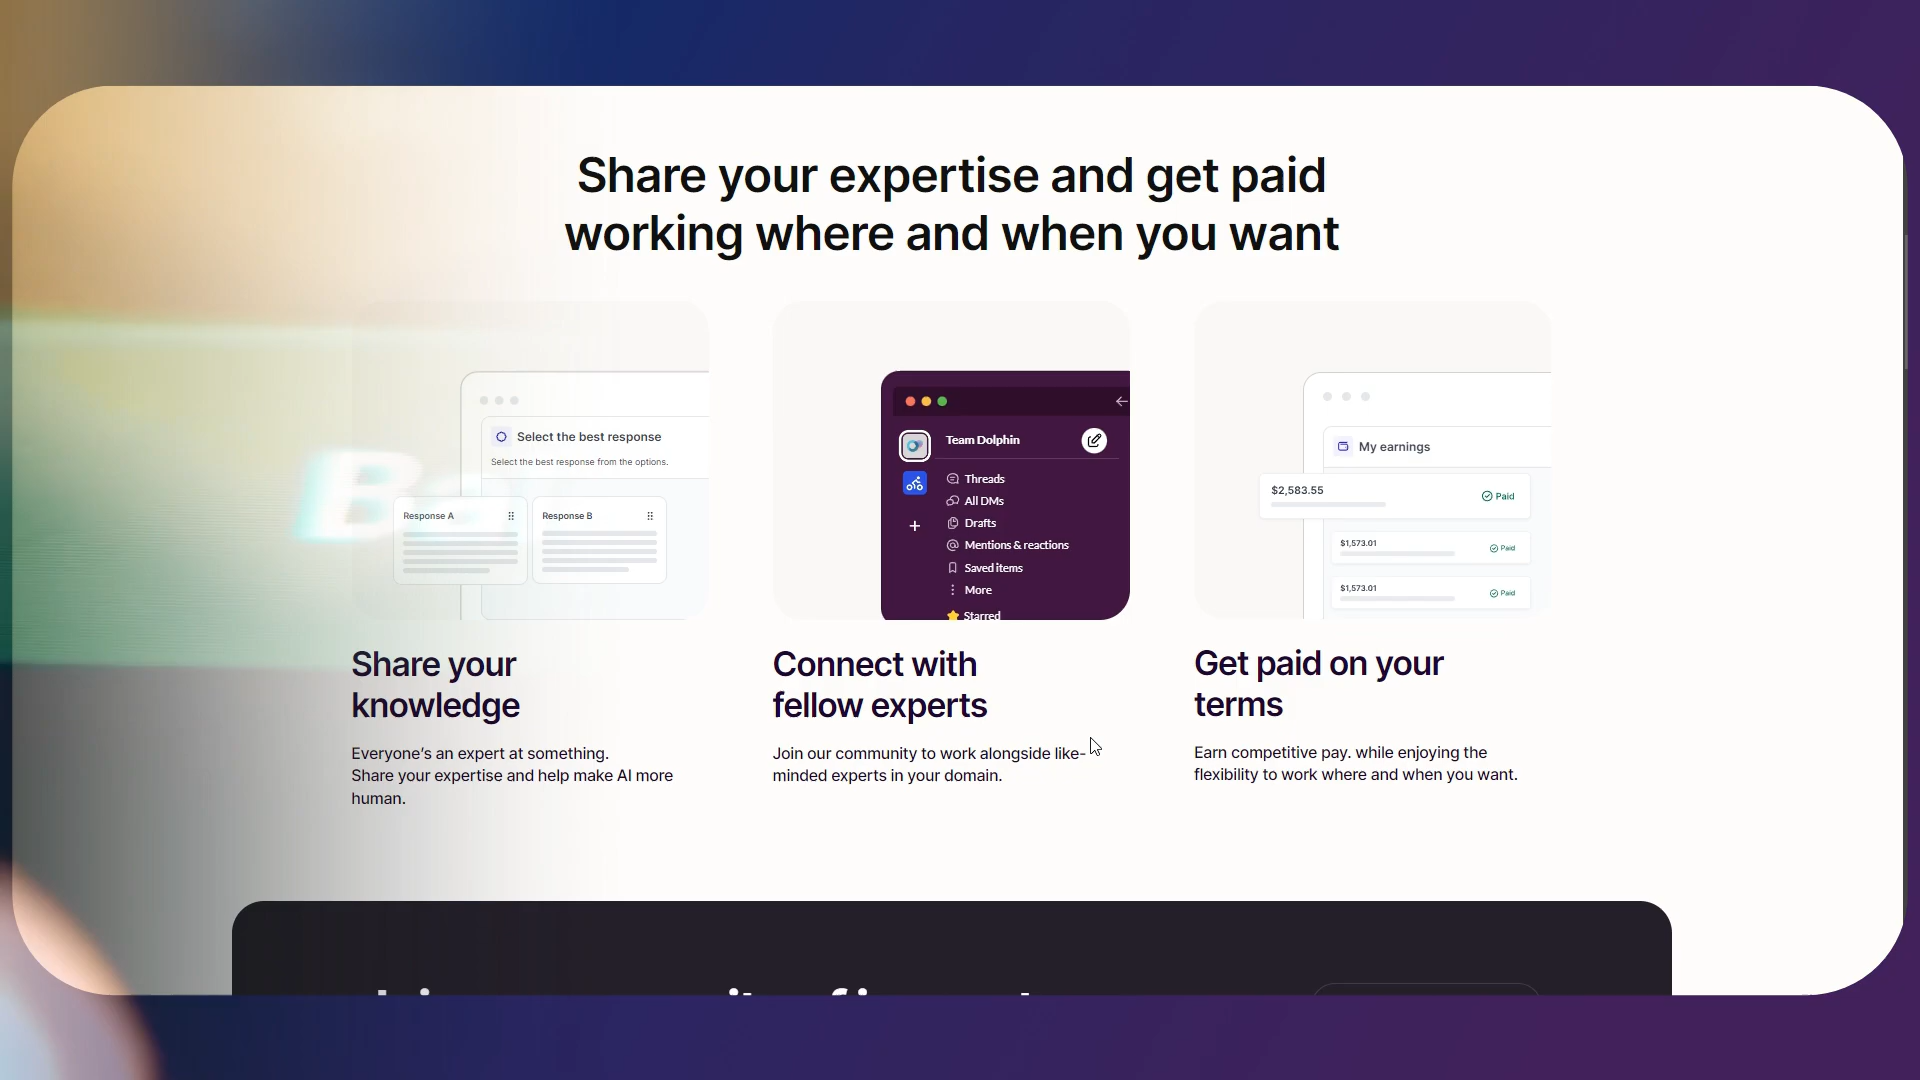 Share your expertise and get paid
working where and when you want
Select the best response
Select the best response from the options.
Response A
Response B
Team Dolphin
Threads
All DMs
Drafts
Mentions & reactions
Saved items
More
Starred
My earnings
$2,583.55
Paid
$1,573.01
Paid
$1,573.01
Paid
Share your
knowledge
Everyone's an expert at something.
Share your expertise and help make AI more
human.
Connect with
fellow experts
Join our community to work alongside like-
minded experts in your domain.
Get paid on your
terms
Earn competitive pay. while enjoying the
flexibility to work where and when you want.